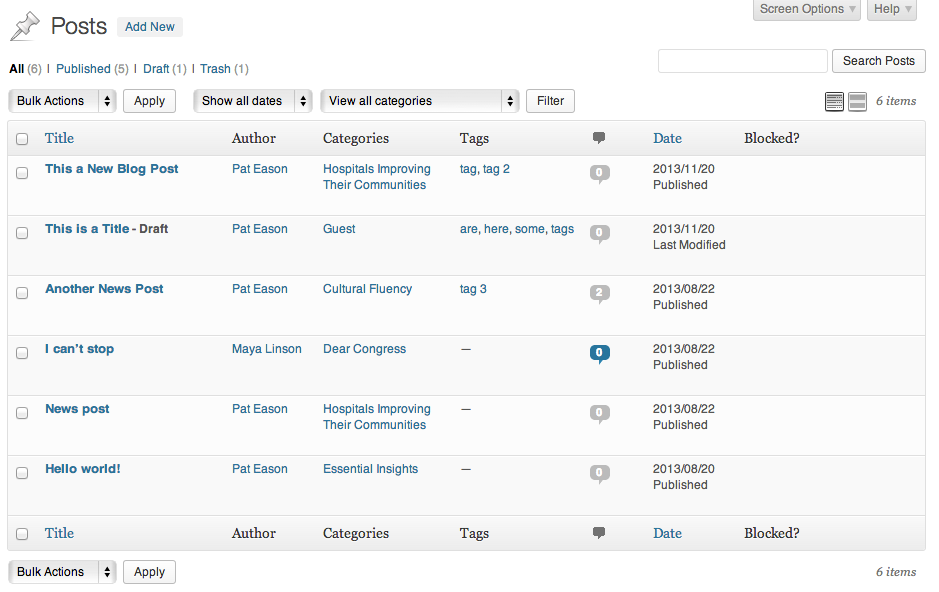 Screen Options ▼ Help ▼
Posts Add New
All (6) | Published (5) | Draft (1) | Trash (1)
Search Posts
Bulk Actions Apply Show all dates View all categories Filter 6 items
Title Author Categories Tags Date Blocked?
This a New Blog Post Pat Eason Hospitals Improving tag, tag 2 0 2013/11/20
Their Communities Published
This is a Title - Draft Pat Eason Guest are, here, some, tags 0 2013/11/20
Last Modified
Another News Post Pat Eason Cultural Fluency tag 3 2 2013/08/22
Published
I can't stop Maya Linson Dear Congress — 0 2013/08/22
Published
News post Pat Eason Hospitals Improving — 0 2013/08/22
Their Communities Published
Hello world! Pat Eason Essential Insights — 0 2013/08/20
Published
Title Author Categories Tags Date Blocked?
Bulk Actions Apply 6 items